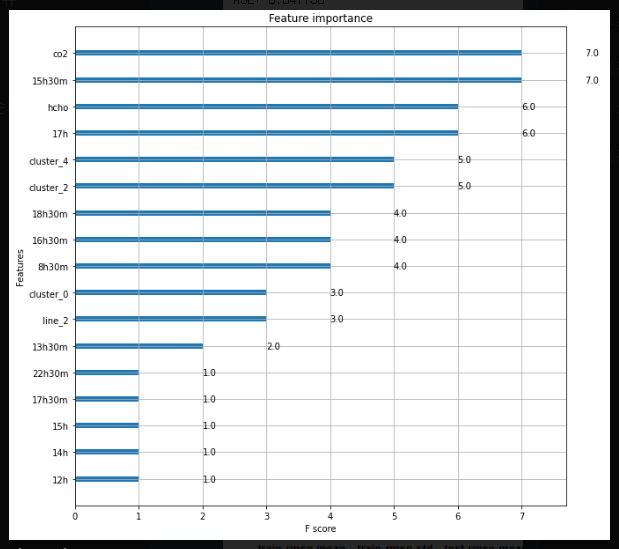 Feature importance
co2 7.0
15h30m 7.0
hcho 6.0
17h 6.0
cluster_4 5.0
cluster_2 5.0
18h30m 4.0
16h30m 4.0
8h30m 4.0
cluster_0 3.0
line_2 3.0
13h30m 2.0
22h30m 1.0
17h30m 1.0
15h 1.0
14h 1.0
12h 1.0
Features
0 1 2 3 4 5 6 7
F score